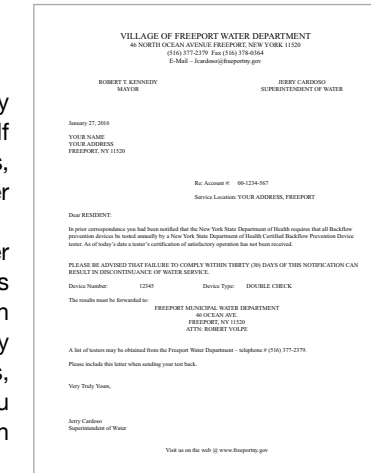 VILLAGE OF FREEPORT WATER DEPARTMENT
46 NORTH OCEAN AVENUE FREEPORT, NEW YORK 11520
(516) 377-2379 Fax (516) 378-0364
E-Mail – Jcardoso@freeportny.gov
ROBERT T. KENNEDY
MAYOR
JERRY CARDOSO
SUPERINTENDENT OF WATER
January 27, 2016
YOUR NAME
YOUR ADDRESS
FREEPORT, NY 11520
Re: Account #: 00-1234-567
Service Location: YOUR ADDRESS, FREEPORT
Dear RESIDENT:
In prior correspondence you had been notified that the New York State Department of Health requires that all Backflow
prevention devices be tested annually by a New York State Department of Health Certified Backflow Prevention Device
tester. As of today's date a tester's certification of satisfactory operation has not been received.
PLEASE BE ADVISED THAT FAILURE TO COMPLY WITHIN THIRTY (30) DAYS OF THIS NOTIFICATION CAN
RESULT IN DISCONTINUANCE OF WATER SERVICE.
Device Number: 12345 Device Type: DOUBLE CHECK
The results must be forwarded to:
FREEPORT MUNICIPAL WATER DEPARTMENT
46 OCEAN AVE.
FREEPORT, NY 11520
ATTN: ROBERT VOLPE
A list of testers may be obtained from the Freeport Water Department – telephone # (516) 377-2379.
Please include this letter when sending your test back.
Very Truly Yours,
Jerry Cardoso
Superintendent of Water
Visit us on the web @ www.freeportny.gov